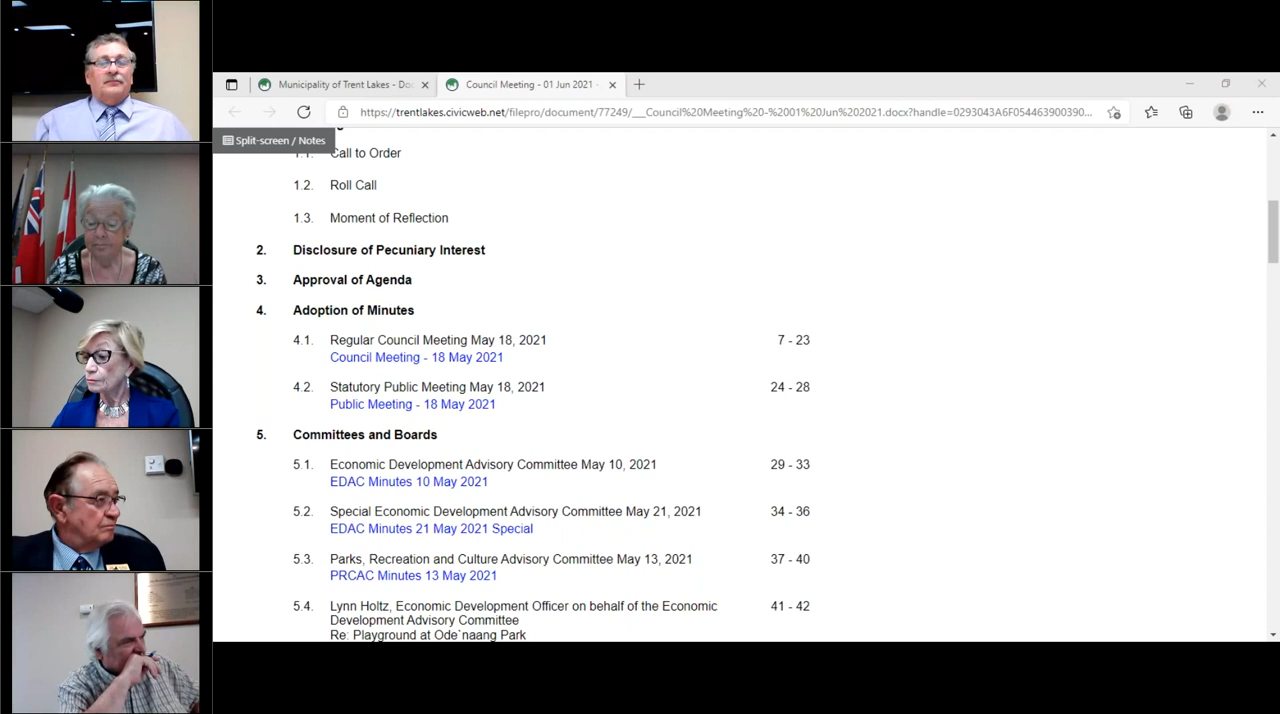 Municipality of Trent Lakes - Doc
Council Meeting - 01 Jun 2021 -
https://trentlakes.civicweb.net/filepro/document/77249/__Council%20Meeting%20-%2001%20Jun%202021.docx?handle=0293043A6F054463900390...
Split-screen / Notes
1.1. Call to Order
1.2. Roll Call
1.3. Moment of Reflection
2. Disclosure of Pecuniary Interest
3. Approval of Agenda
4. Adoption of Minutes
4.1. Regular Council Meeting May 18, 2021 7 - 23
Council Meeting - 18 May 2021
4.2. Statutory Public Meeting May 18, 2021 24 - 28
Public Meeting - 18 May 2021
5. Committees and Boards
5.1. Economic Development Advisory Committee May 10, 2021 29 - 33
EDAC Minutes 10 May 2021
5.2. Special Economic Development Advisory Committee May 21, 2021 34 - 36
EDAC Minutes 21 May 2021 Special
5.3. Parks, Recreation and Culture Advisory Committee May 13, 2021 37 - 40
PRCAC Minutes 13 May 2021
5.4. Lynn Holtz, Economic Development Officer on behalf of the Economic 41 - 42
Development Advisory Committee
Re: Playground at Ode`naang Park